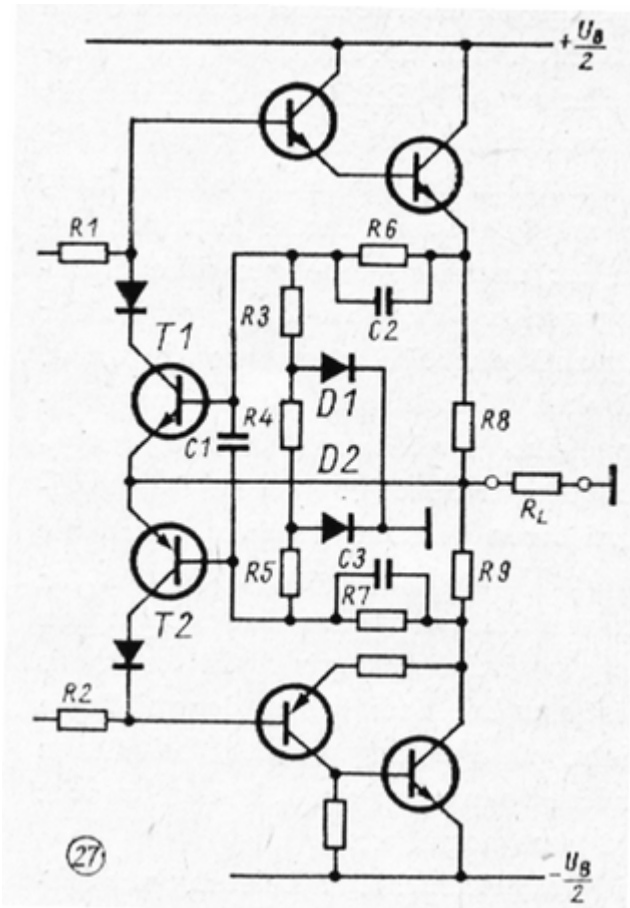 + U_B/2
R1
R6
C2
R3
T1
D1
R8
R4
C1
D2
R_L
C3
R5
R7
R9
T2
R2
27
- U_B/2